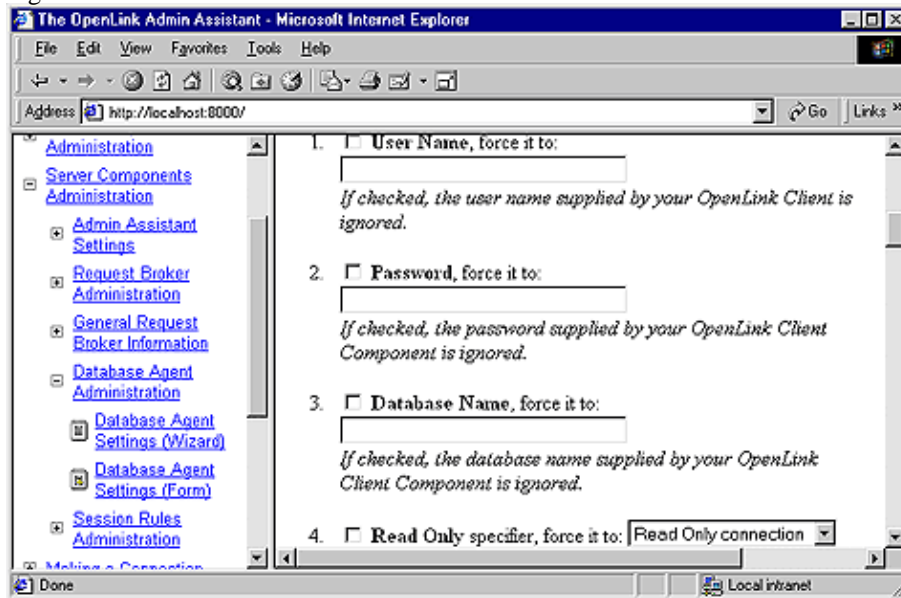 The OpenLink Admin Assistant - Microsoft Internet Explorer
File Edit View Favorites Tools Help
Address http://localhost:8000/ Go Links »
Administration
Server Components
Administration
Admin Assistant
Settings
Request Broker
Administration
General Request
Broker Information
Database Agent
Administration
Database Agent
Settings (Wizard)
Database Agent
Settings (Form)
Session Rules
Administration
Making a Connection
1. User Name, force it to:
If checked, the user name supplied by your OpenLink Client is
ignored.
2. Password, force it to:
If checked, the password supplied by your OpenLink Client
Component is ignored.
3. Database Name, force it to:
If checked, the database name supplied by your OpenLink
Client Component is ignored.
4. Read Only specifier, force it to: Read Only connection
Done Local intranet